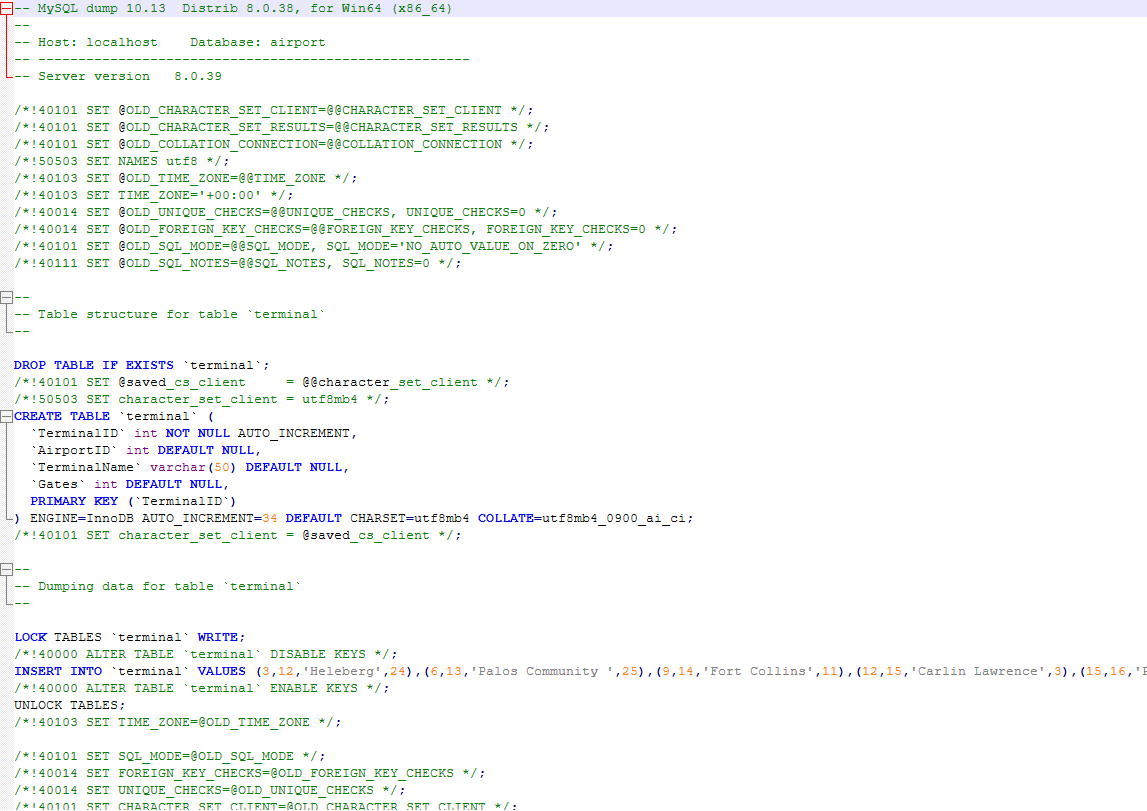 -- MySQL dump 10.13  Distrib 8.0.38, for Win64 (x86_64)
--
-- Host: localhost    Database: airport
-- ------------------------------------------------------
-- Server version	8.0.39
/*!40101 SET @OLD_CHARACTER_SET_CLIENT=@@CHARACTER_SET_CLIENT */;
/*!40101 SET @OLD_CHARACTER_SET_RESULTS=@@CHARACTER_SET_RESULTS */;
/*!40101 SET @OLD_COLLATION_CONNECTION=@@COLLATION_CONNECTION */;
/*!50503 SET NAMES utf8 */;
/*!40103 SET @OLD_TIME_ZONE=@@TIME_ZONE */;
/*!40103 SET TIME_ZONE='+00:00' */;
/*!40014 SET @OLD_UNIQUE_CHECKS=@@UNIQUE_CHECKS, UNIQUE_CHECKS=0 */;
/*!40014 SET @OLD_FOREIGN_KEY_CHECKS=@@FOREIGN_KEY_CHECKS, FOREIGN_KEY_CHECKS=0 */;
/*!40101 SET @OLD_SQL_MODE=@@SQL_MODE, SQL_MODE='NO_AUTO_VALUE_ON_ZERO' */;
/*!40111 SET @OLD_SQL_NOTES=@@SQL_NOTES, SQL_NOTES=0 */;
--
-- Table structure for table `terminal`
--
DROP TABLE IF EXISTS `terminal`;
/*!40101 SET @saved_cs_client     = @@character_set_client */;
/*!50503 SET character_set_client = utf8mb4 */;
CREATE TABLE `terminal` (
  `TerminalID` int NOT NULL AUTO_INCREMENT,
  `AirportID` int DEFAULT NULL,
  `TerminalName` varchar(50) DEFAULT NULL,
  `Gates` int DEFAULT NULL,
  PRIMARY KEY (`TerminalID`)
) ENGINE=InnoDB AUTO_INCREMENT=34 DEFAULT CHARSET=utf8mb4 COLLATE=utf8mb4_0900_ai_ci;
/*!40101 SET character_set_client = @saved_cs_client */;
--
-- Dumping data for table `terminal`
--
LOCK TABLES `terminal` WRITE;
/*!40000 ALTER TABLE `terminal` DISABLE KEYS */;
INSERT INTO `terminal` VALUES (3,12,'Heleberg',24),(6,13,'Palos Community ',25),(9,14,'Fort Collins',11),(12,15,'Carlin Lawrence',3),(15,16,'
/*!40000 ALTER TABLE `terminal` ENABLE KEYS */;
UNLOCK TABLES;
/*!40103 SET TIME_ZONE=@OLD_TIME_ZONE */;
/*!40101 SET SQL_MODE=@OLD_SQL_MODE */;
/*!40014 SET FOREIGN_KEY_CHECKS=@OLD_FOREIGN_KEY_CHECKS */;
/*!40014 SET UNIQUE_CHECKS=@OLD_UNIQUE_CHECKS */;
/*!40101 SET CHARACTER_SET_CLIENT=@OLD_CHARACTER_SET_CLIENT */;